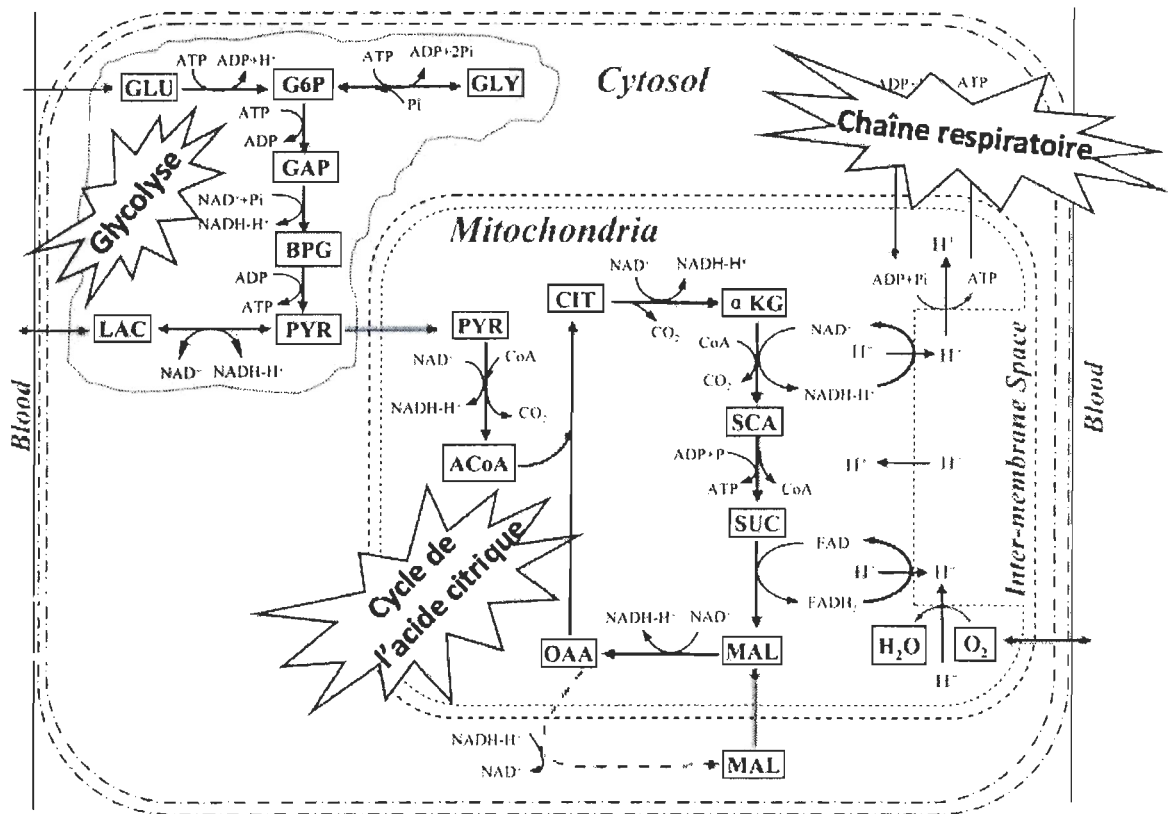 Cytosol
ATP
ADP+H⁺
ATP
ADP+2Pi
GLU
G6P
GLY
Pi
ATP
ADP
GAP
Glycolyse
NAD⁺+Pi
NADH-H⁺
BPG
ADP
ATP
LAC
PYR
NAD⁺
NADH-H⁺
Blood
Chaîne respiratoire
ATP
H⁺
ADP+Pi
ATP
Mitochondria
PYR
NAD⁺
CoA
NADH-H⁺
CO₂
ACoA
CIT
NAD⁺
NADH-H⁺
CO₂
α KG
CoA
CO₂
NAD⁺
NADH-H⁺
H⁺
H⁺
SCA
ADP+P
ATP
CoA
H⁺
SUC
FAD
FADH₂
H⁺
H⁺
MAL
NAD⁺
NADH-H⁺
OAA
H₂O
O₂
H⁺
Inter-membrane Space
Blood
Cycle de
l'acide citrique
NADH-H⁺
NAD⁺
MAL